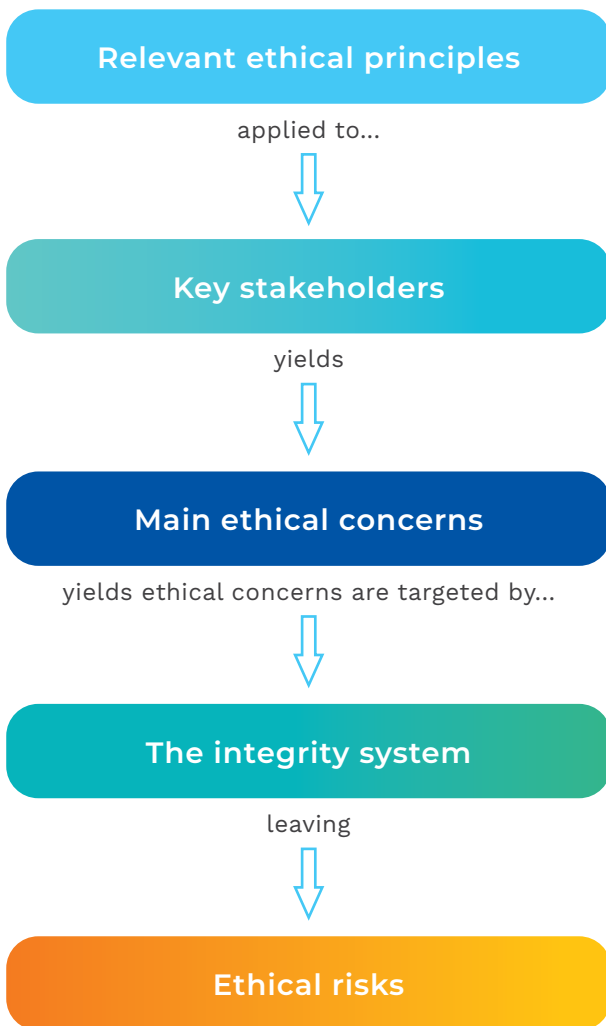 Relevant ethical principles
applied to...
Key stakeholders
yields
Main ethical concerns
yields ethical concerns are targeted by...
The integrity system
leaving
Ethical risks